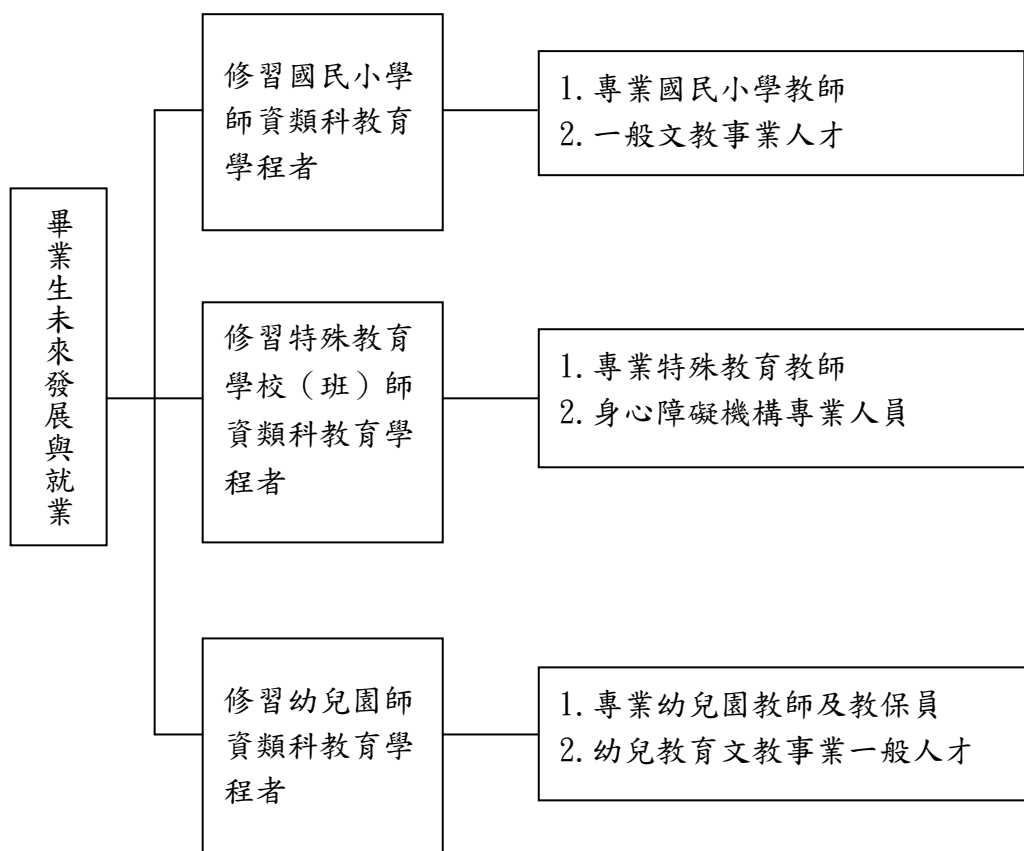 畢業生未來發展與就業
修習國民小學
師資類科教育
學程者
1.專業國民小學教師
2.一般文教事業人才
修習特殊教育
學校（班）師
資類科教育學
程者
1.專業特殊教育教師
2.身心障礙機構專業人員
修習幼兒園師
資類科教育學
程者
1.專業幼兒園教師及教保員
2.幼兒教育文教事業一般人才